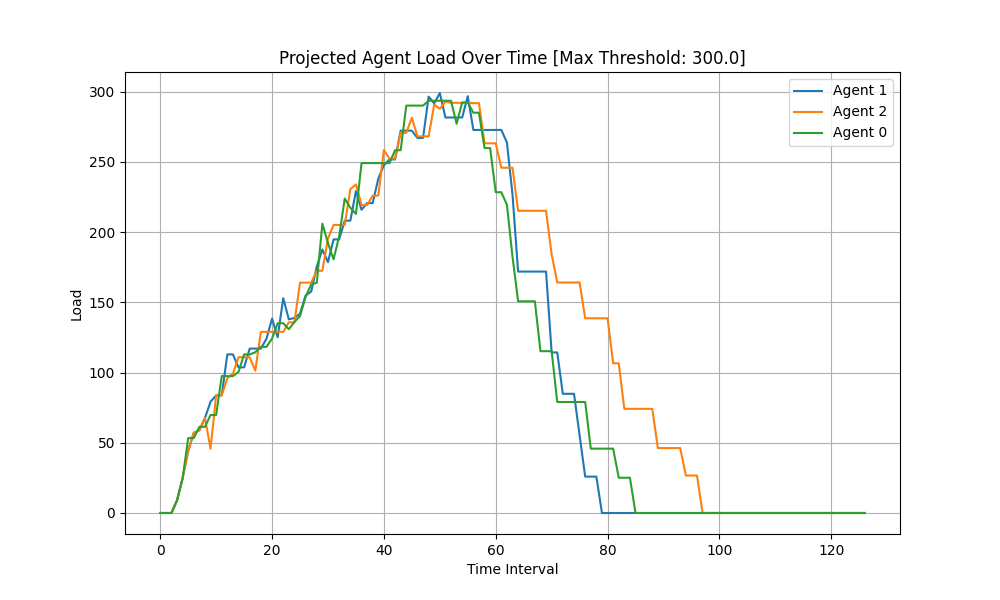 Projected Agent Load Over Time [Max Threshold: 300.0]
Agent 1
Agent 2
Agent 0
300
250
200
150
100
50
0
Load
0 20 40 60 80 100 120
Time Interval